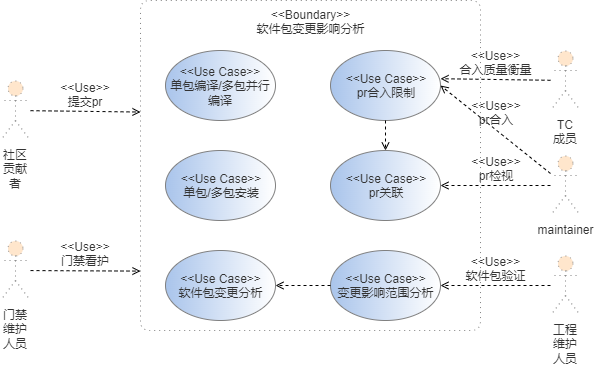 <<Boundary>>
软件包变更影响分析
<<Use Case>>
单包编译/多包并行
编译
<<Use Case>>
pr合入限制
<<Use>>
合入质量衡量
TC
成员
<<Use>>
提交pr
社区
贡献
者
<<Use>>
pr合入
<<Use Case>>
单包/多包安装
<<Use Case>>
pr关联
<<Use>>
pr检视
maintainer
<<Use>>
门禁看护
门禁
维护
人员
<<Use Case>>
软件包变更分析
<<Use Case>>
变更影响范围分析
<<Use>>
软件包验证
工程
维护
人员